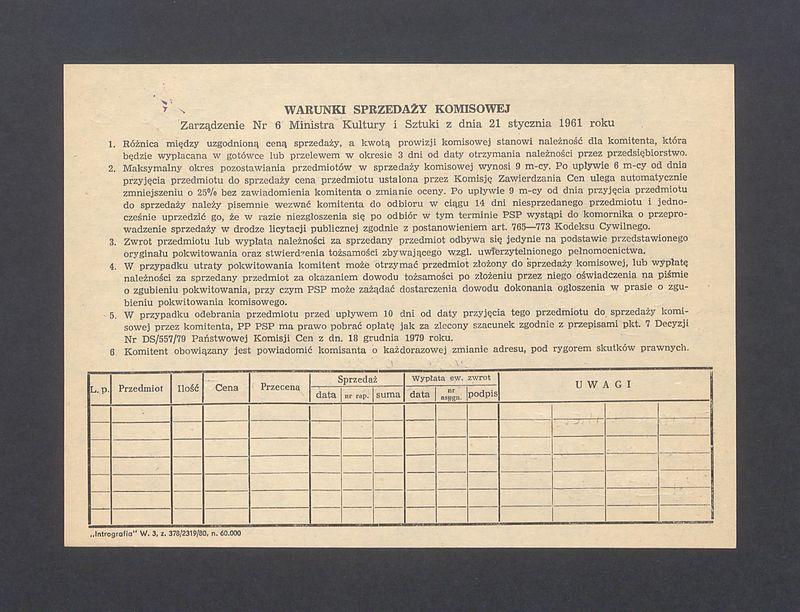 WARUNKI SPRZEDAŻY KOMISOWEJ
Zarządzenie Nr 6 Ministra Kultury i Sztuki z dnia 21 stycznia 1961 roku
1. Różnica między uzgodnioną ceną sprzedaży, a kwotą prowizji komisowej stanowi należność dla komitenta, która
będzie wypłacana w gotówce lub przelewem w okresie 3 dni od daty otrzymania należności przez przedsiębiorstwo.
2. Maksymalny okres pozostawiania przedmiotów w sprzedaży komisowej wynosi 9 m-cy. Po upływie 6 m-cy od dnia
przyjęcia przedmiotu do sprzedaży cena przedmiotu ustalona przez Komisję Zawierdzania Cen ulega automatycznie
zmniejszeniu o 25% bez zawiadomienia komitenta o zmianie oceny. Po upływie 9 m-cy od dnia przyjęcia przedmiotu
do sprzedaży należy pisemnie wezwać komitenta do odbioru w ciągu 14 dni niesprzedanego przedmiotu i jedno-
cześnie uprzedzić go, że w razie niezgłoszenia się po odbiór w tym terminie PSP wystąpi do komornika o przepro-
wadzenie sprzedaży w drodze licytacji publicznej zgodnie z postanowieniem art. 765—773 Kodeksu Cywilnego.
3. Zwrot przedmiotu lub wypłata należności za sprzedany przedmiot odbywa się jedynie na podstawie przedstawionego
oryginału pokwitowania oraz stwierdzenia tożsamości zbywającego wzgl. uwierzytelnionego pełnomocnictwa.
4. W przypadku utraty pokwitowania komitent może otrzymać przedmiot złożony do sprzedaży komisowej, lub wypłatę
należności za sprzedany przedmiot za okazaniem dowodu tożsamości po złożeniu przez niego oświadczenia na piśmie
o zgubieniu pokwitowania, przy czym PSP może zażądać dostarczenia dowodu dokonania ogłoszenia w prasie o zgu-
bieniu pokwitowania komisowego.
5. W przypadku odebrania przedmiotu przed upływem 10 dni od daty przyjęcia tego przedmiotu do sprzedaży komi-
sowej przez komitenta, PP PSP ma prawo pobrać opłatę jak za zlecony szacunek zgodnie z przepisami pkt. 7 Decyzji
Nr DS/557/79 Państwowej Komisji Cen z dn. 18 grudnia 1979 roku.
6 Komitent obowiązany jest powiadomić komisanta o każdorazowej zmianie adresu, pod rygorem skutków prawnych.
L. p. Przedmiot Ilość Cena Przecena Sprzedaż Wypłata ew. zwrot UWAGI
data nr rap. suma data nr asygn. podpis
„Intrografia" W. 3, z. 378/2319/80, n. 60.000